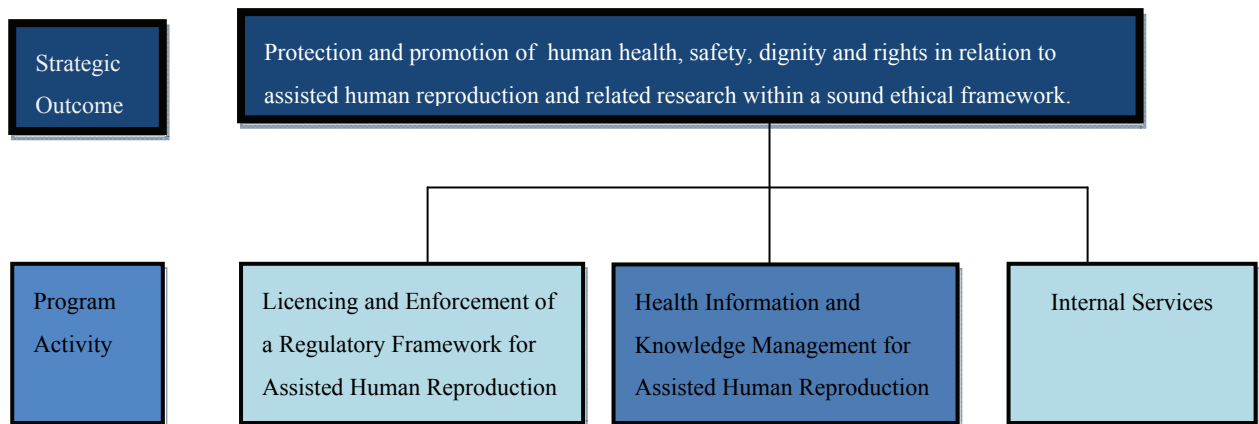 Strategic
Outcome
Protection and promotion of human health, safety, dignity and rights in relation to
assisted human reproduction and related research within a sound ethical framework.
Program
Activity
Licencing and Enforcement of
a Regulatory Framework for
Assisted Human Reproduction
Health Information and
Knowledge Management for
Assisted Human Reproduction
Internal Services